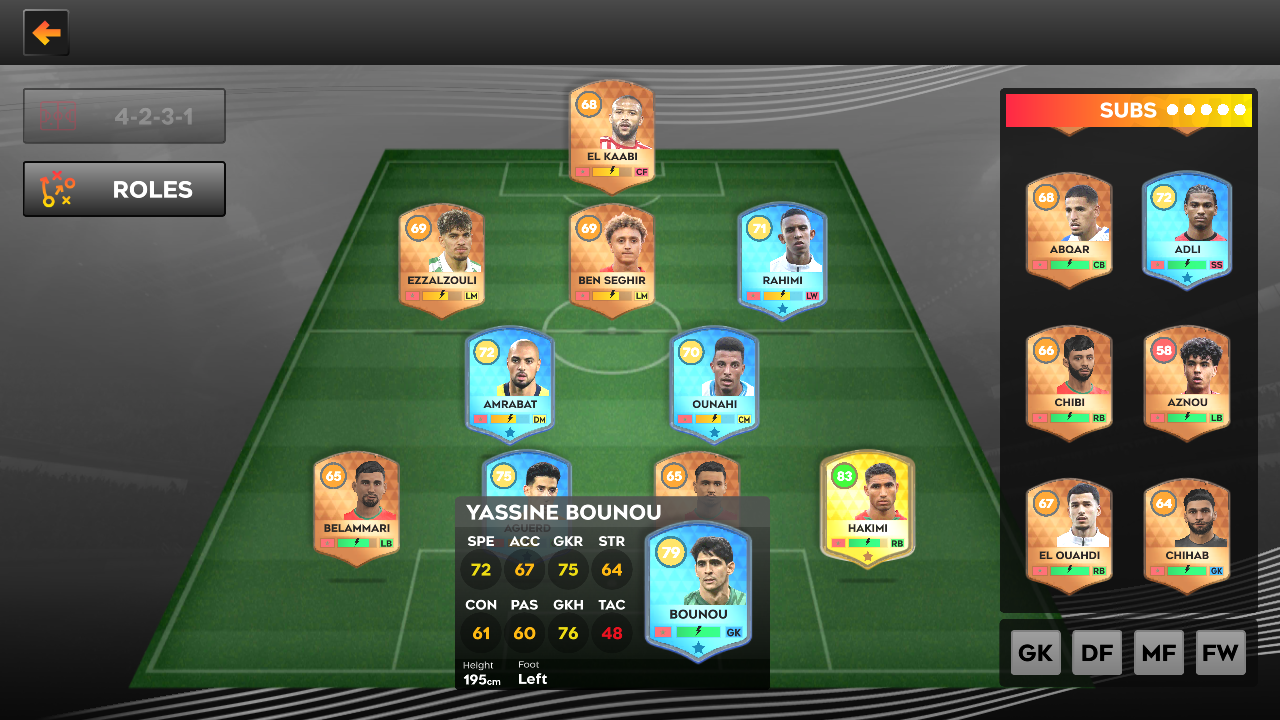 4-2-3-1
ROLES
SUBS
68
EL KAABI
CF
69
EZZALZOULI
LM
69
BEN SEGHIR
LM
71
RAHIMI
LW
72
AMRABAT
DM
70
OUNAHI
CM
65
BELAMMARI
LB
75
AGUERD
65
83
HAKIMI
RB
YASSINE BOUNOU
SPE ACC GKR STR
72 67 75 64
CON PAS GKH TAC
61 60 76 48
Height Foot
195cm Left
79
BOUNOU
GK
68
ABQAR
CB
72
ADLI
SS
66
CHIBI
RB
58
AZNOU
LB
67
EL OUAHDI
RB
64
CHIHAB
GK
GK DF MF FW